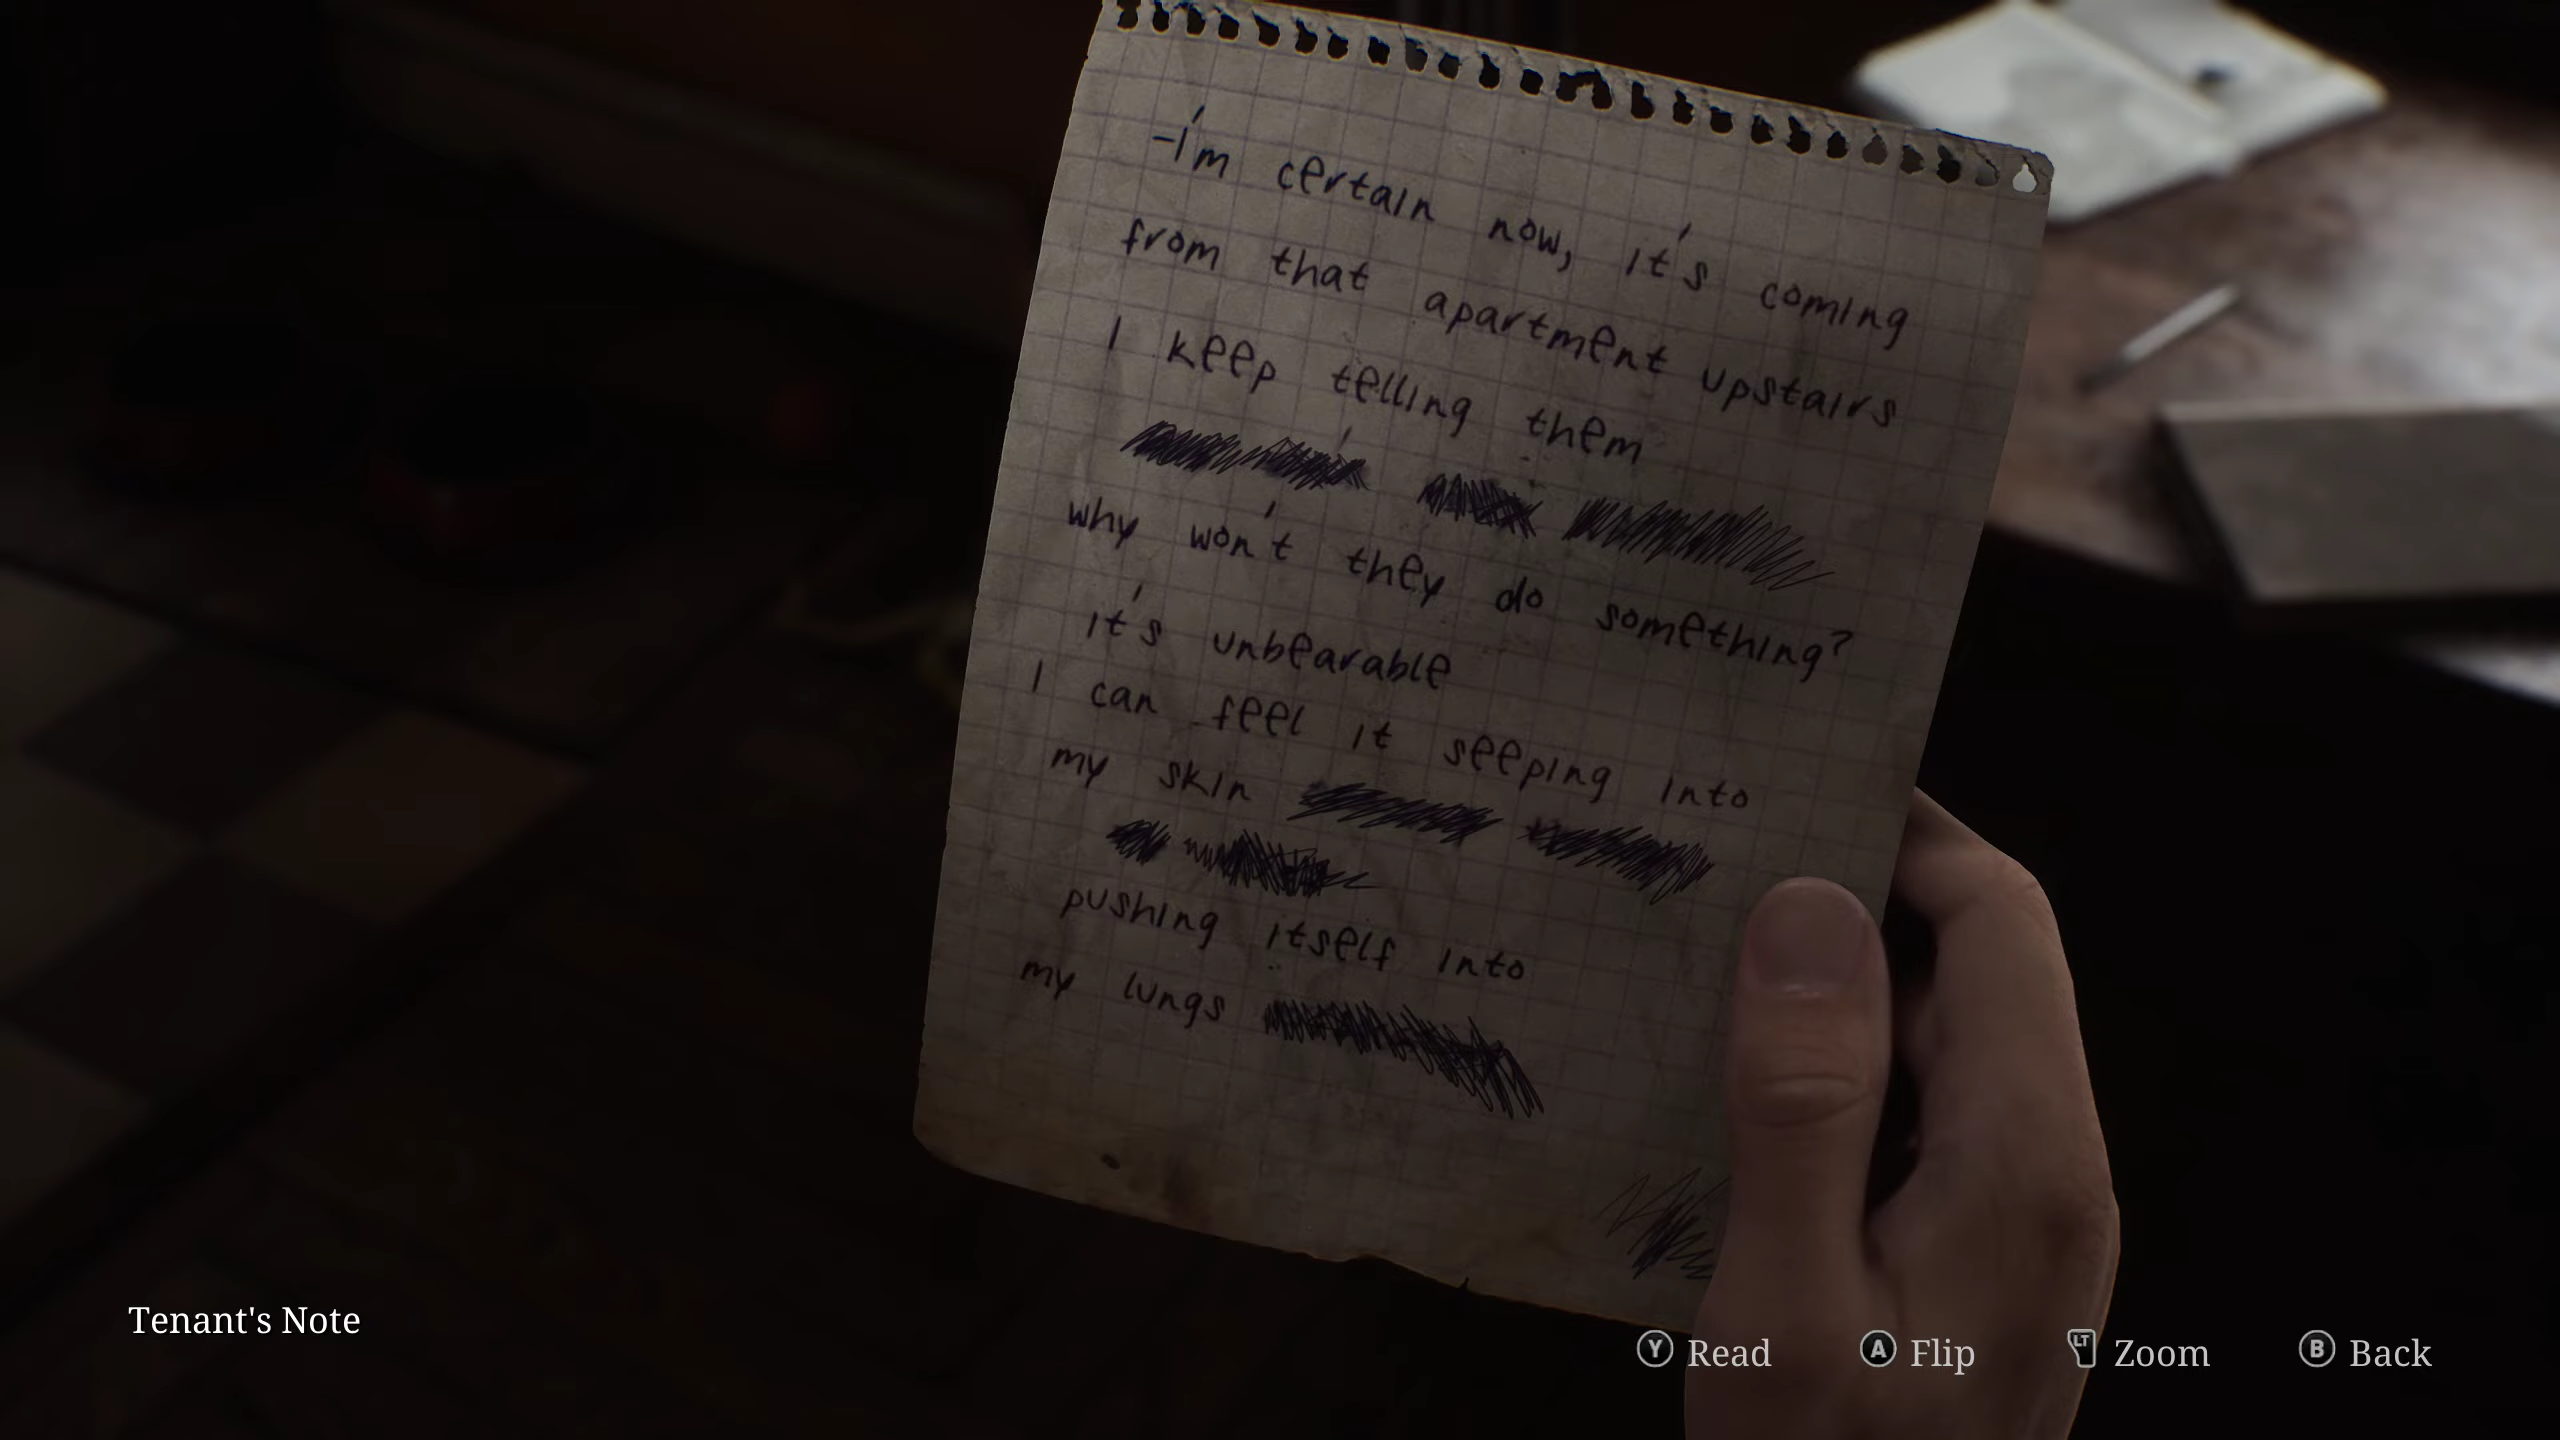 -I'm certain now, it's coming
from that apartment upstairs
I keep telling them
why won't they do something?
it's unbearable
I can feel it seeping into
my skin
pushing itself into
my lungs
Tenant's Note
Y Read A Flip LT Zoom B Back